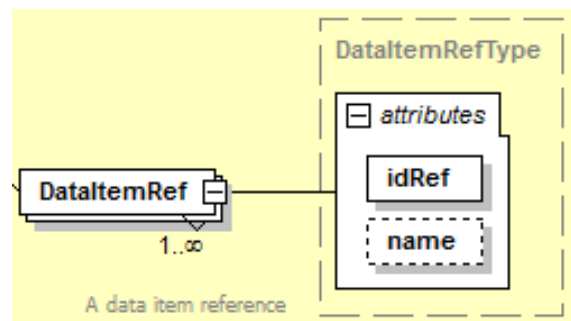 DataItemRefType
attributes
idRef
DataItemRef
name
1..∞
A data item reference